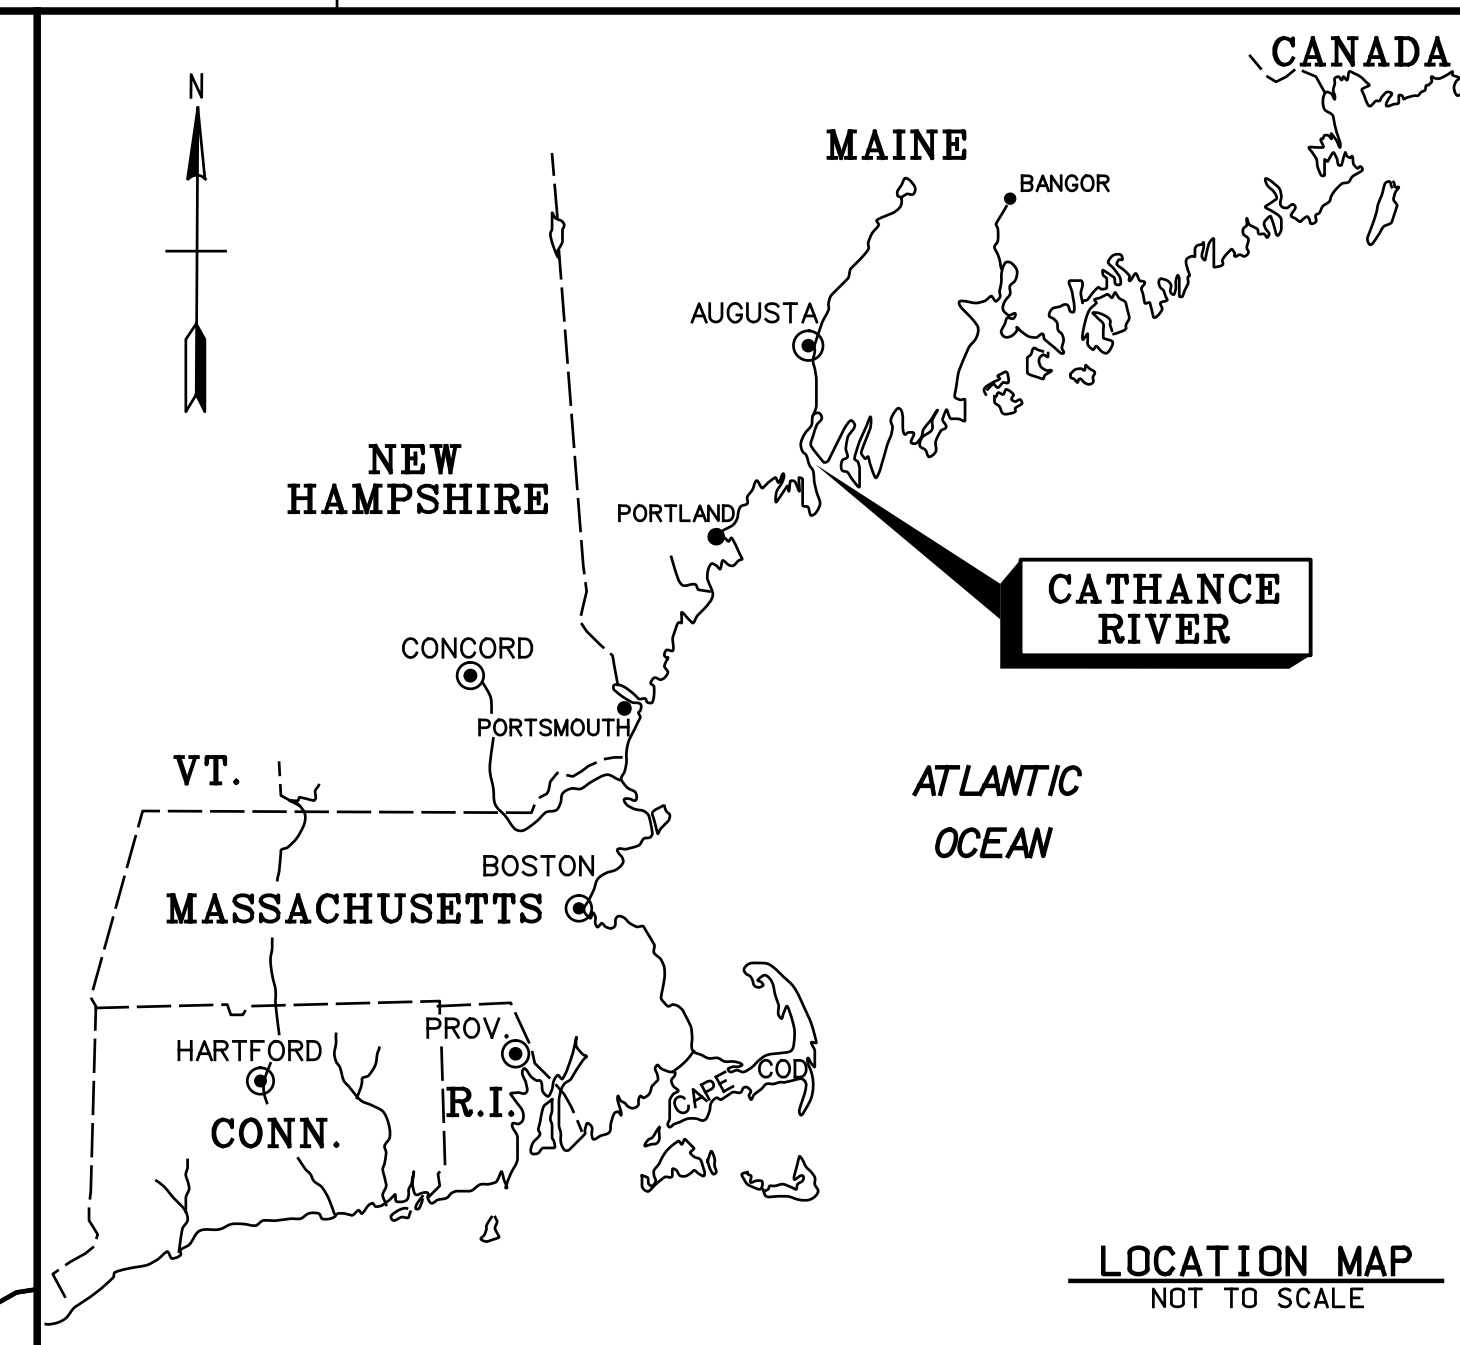 CANADA
N
MAINE
BANGOR
AUGUSTA
NEW
HAMPSHIRE
PORTLAND
CATHANCE
RIVER
CONCORD
PORTSMOUTH
VT.
ATLANTIC
OCEAN
BOSTON
MASSACHUSETTS
PROV.
HARTFORD
CAPE COD
R.I.
CONN.
LOCATION MAP
NOT TO SCALE